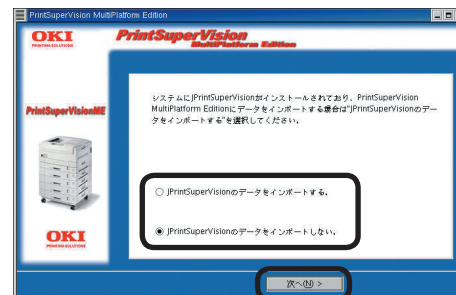 PrintSuperVision MultiPlatform Edition
OKI
PRINTING SOLUTIONS
PrintSuperVision
MultiPlatform Edition
システムにJPrintSuperVisionがインストールされており、PrintSuperVision
MultiPlatform Editionにデータをインポートする場合は"JPrintSuperVisionのデー
タをインポートする"を選択してください。
PrintSuperVisionME
JPrintSuperVisionのデータをインポートする。
JPrintSuperVisionのデータをインポートしない。
OKI
PRINTING SOLUTIONS
次へ(N) >